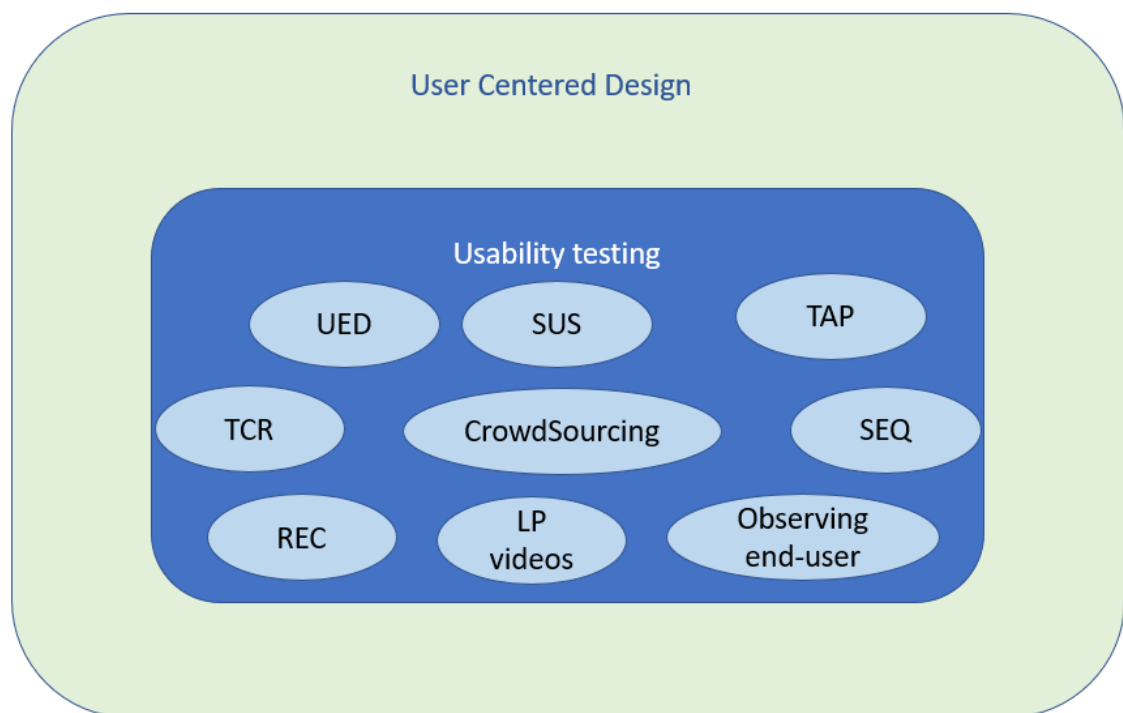 User Centered Design
Usability testing
UED
SUS
TAP
TCR
CrowdSourcing
SEQ
REC
LP
videos
Observing
end-user